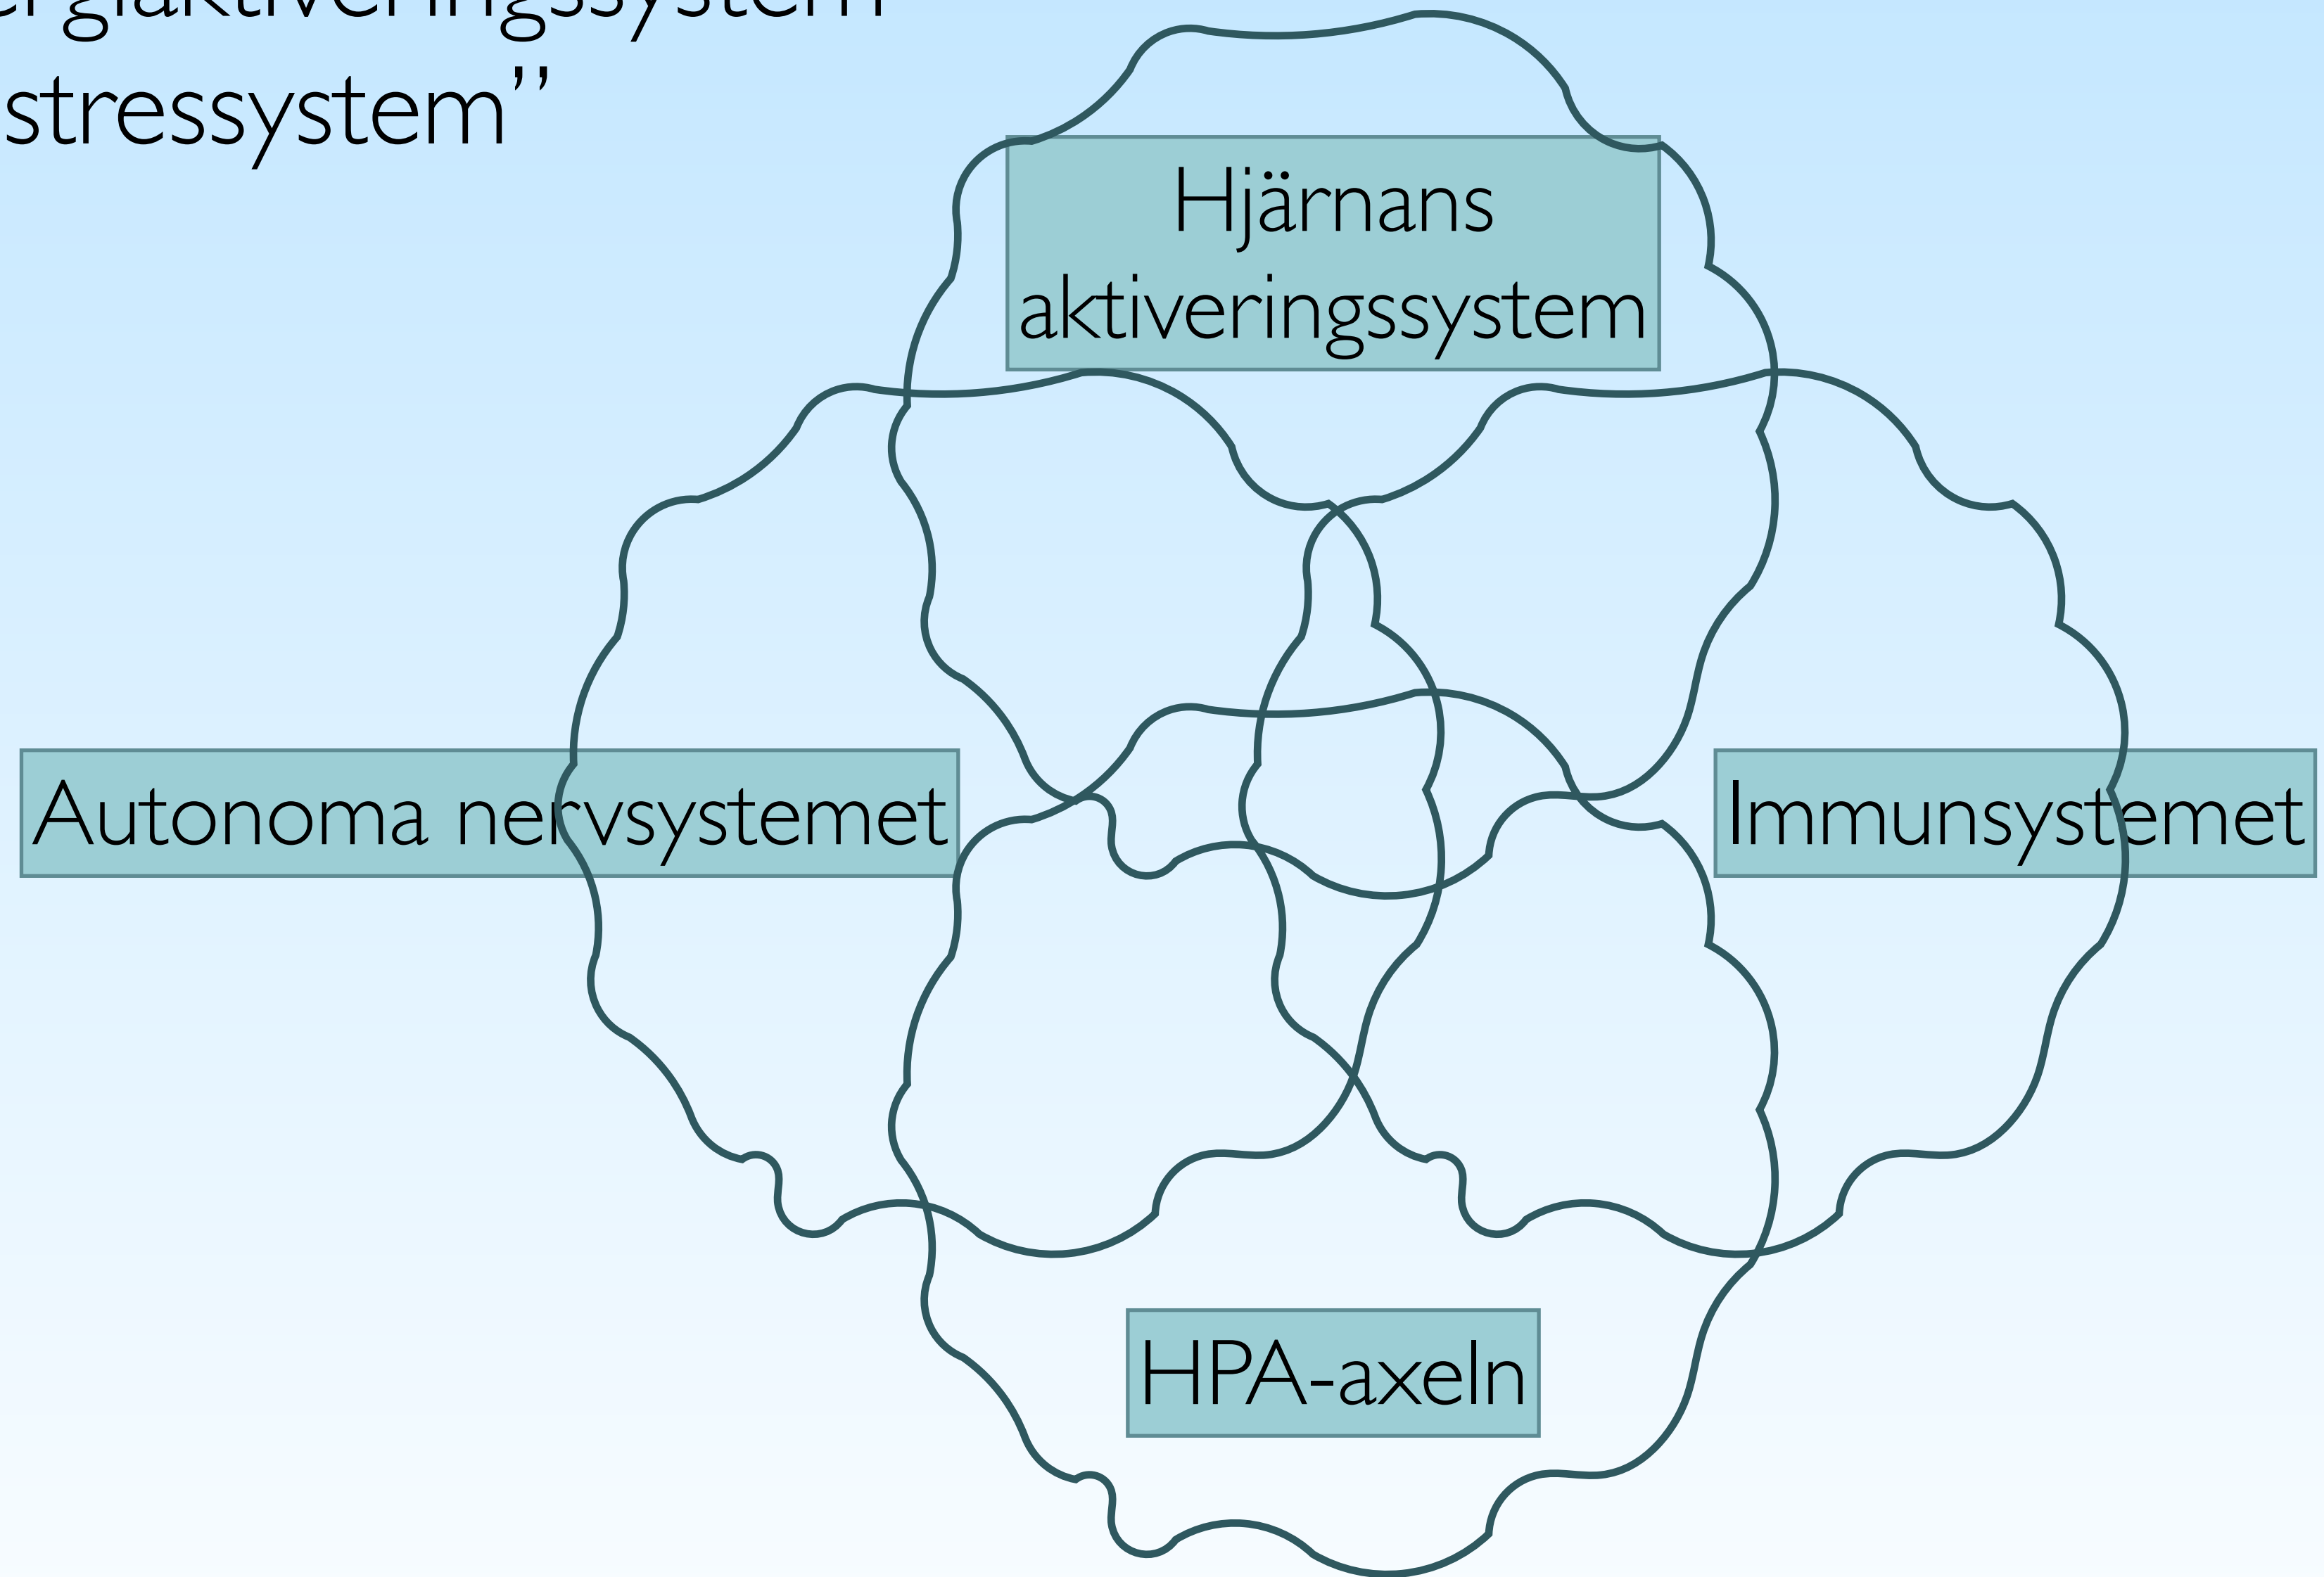 stressystem”
Hjärnans
aktiveringssystem
Autonoma nervsystemet
Immunsystemet
HPA-axeln